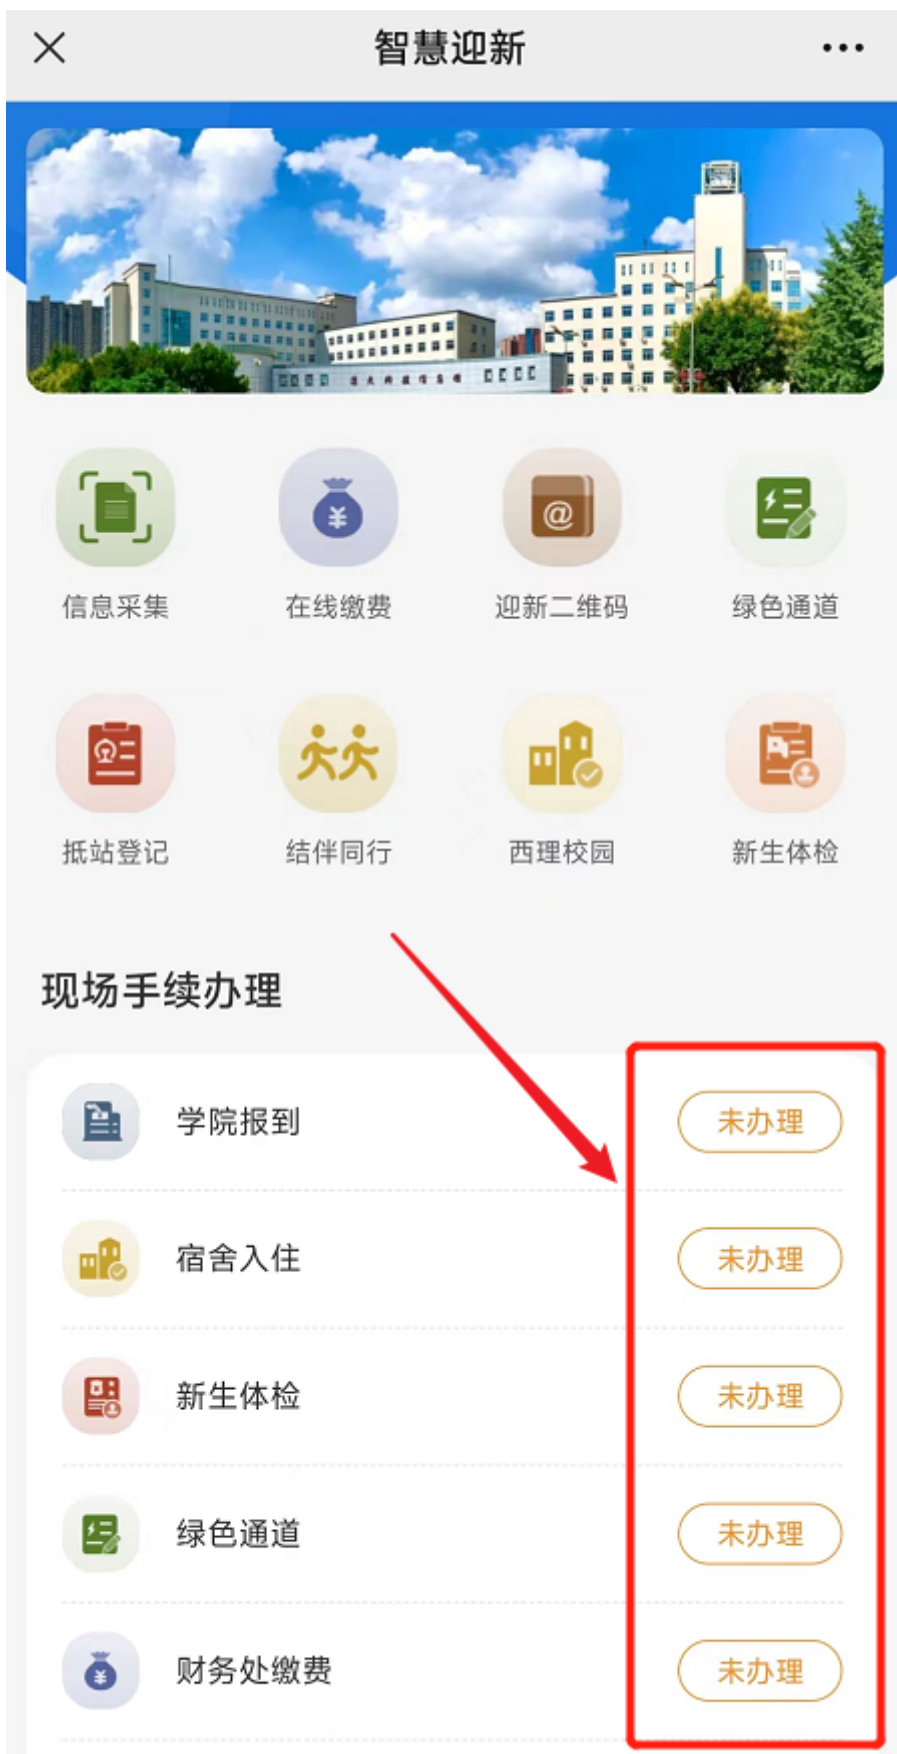 智慧迎新
信息采集
在线缴费
迎新二维码
绿色通道
抵站登记
结伴同行
西理校园
新生体检
现场手续办理
学院报到
未办理
宿舍入住
未办理
新生体检
未办理
绿色通道
未办理
财务处缴费
未办理